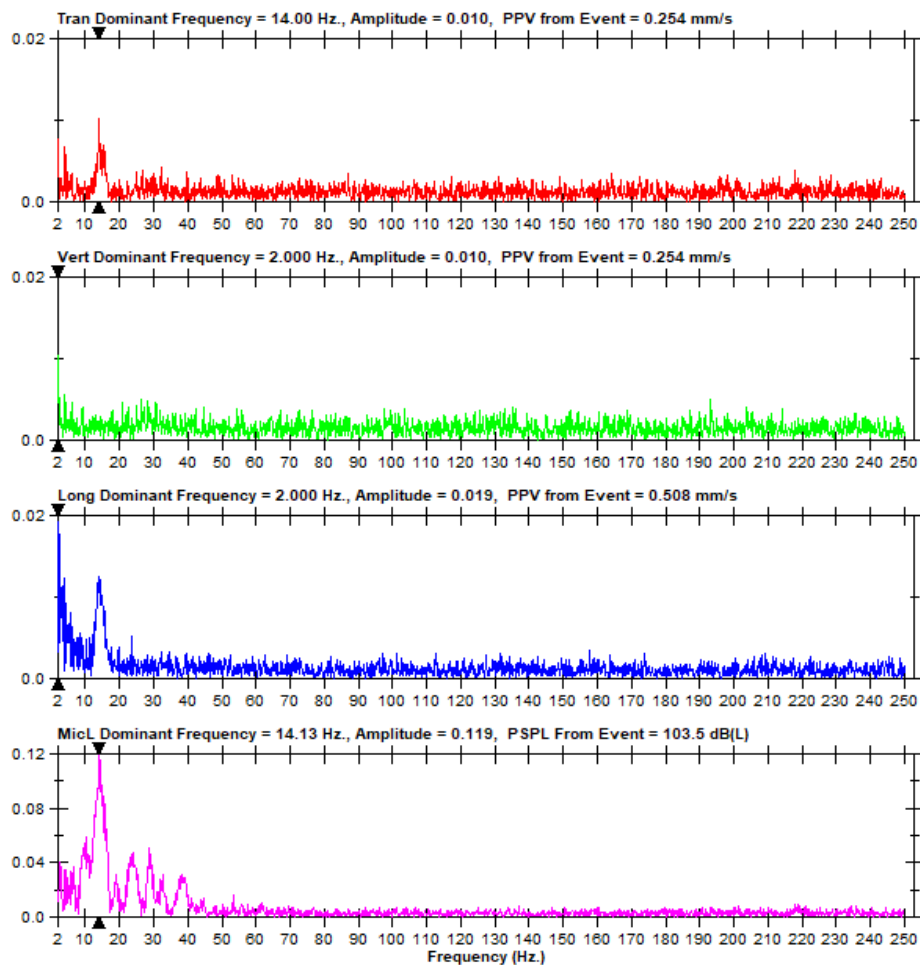 Tran Dominant Frequency = 14.00 Hz., Amplitude = 0.010, PPV from Event = 0.254 mm/s
0.02
0.0
2 10 20 30 40 50 60 70 80 90 100 110 120 130 140 150 160 170 180 190 200 210 220 230 240 250
Vert Dominant Frequency = 2.000 Hz., Amplitude = 0.010, PPV from Event = 0.254 mm/s
0.02
0.0
2 10 20 30 40 50 60 70 80 90 100 110 120 130 140 150 160 170 180 190 200 210 220 230 240 250
Long Dominant Frequency = 2.000 Hz., Amplitude = 0.019, PPV from Event = 0.508 mm/s
0.02
0.0
2 10 20 30 40 50 60 70 80 90 100 110 120 130 140 150 160 170 180 190 200 210 220 230 240 250
MicL Dominant Frequency = 14.13 Hz., Amplitude = 0.119, PSPL From Event = 103.5 dB(L)
0.12
0.08
0.04
0.0
2 10 20 30 40 50 60 70 80 90 100 110 120 130 140 150 160 170 180 190 200 210 220 230 240 250
Frequency (Hz.)